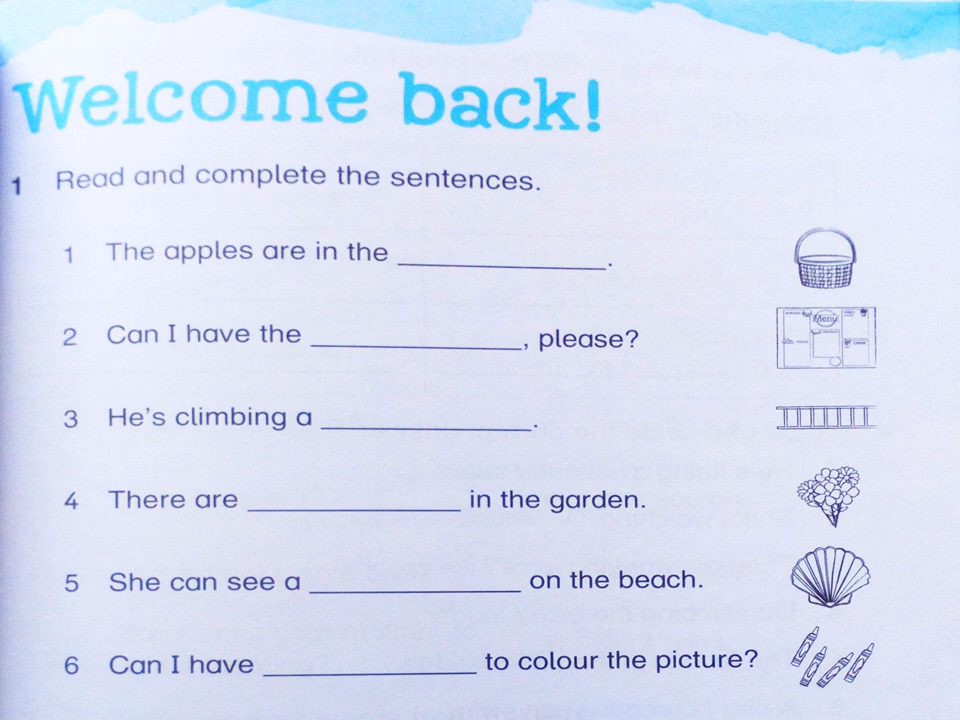 Welcome back!
1 Read and complete the sentences.
1 The apples are in the ______________.
2 Can I have the ______________, please?
Menu
3 He's climbing a ______________.
4 There are ______________ in the garden.
5 She can see a ______________ on the beach.
6 Can I have ______________ to colour the picture?